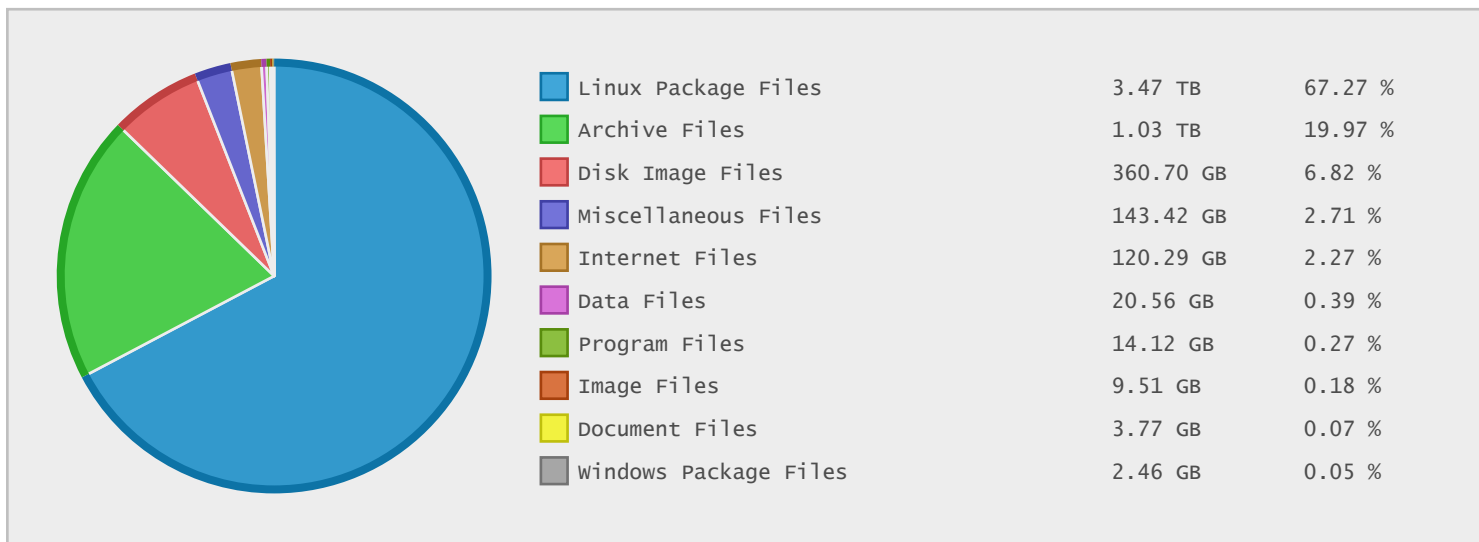 Linux Package Files 3.47 TB 67.27 %
Archive Files 1.03 TB 19.97 %
Disk Image Files 360.70 GB 6.82 %
Miscellaneous Files 143.42 GB 2.71 %
Internet Files 120.29 GB 2.27 %
Data Files 20.56 GB 0.39 %
Program Files 14.12 GB 0.27 %
Image Files 9.51 GB 0.18 %
Document Files 3.77 GB 0.07 %
Windows Package Files 2.46 GB 0.05 %